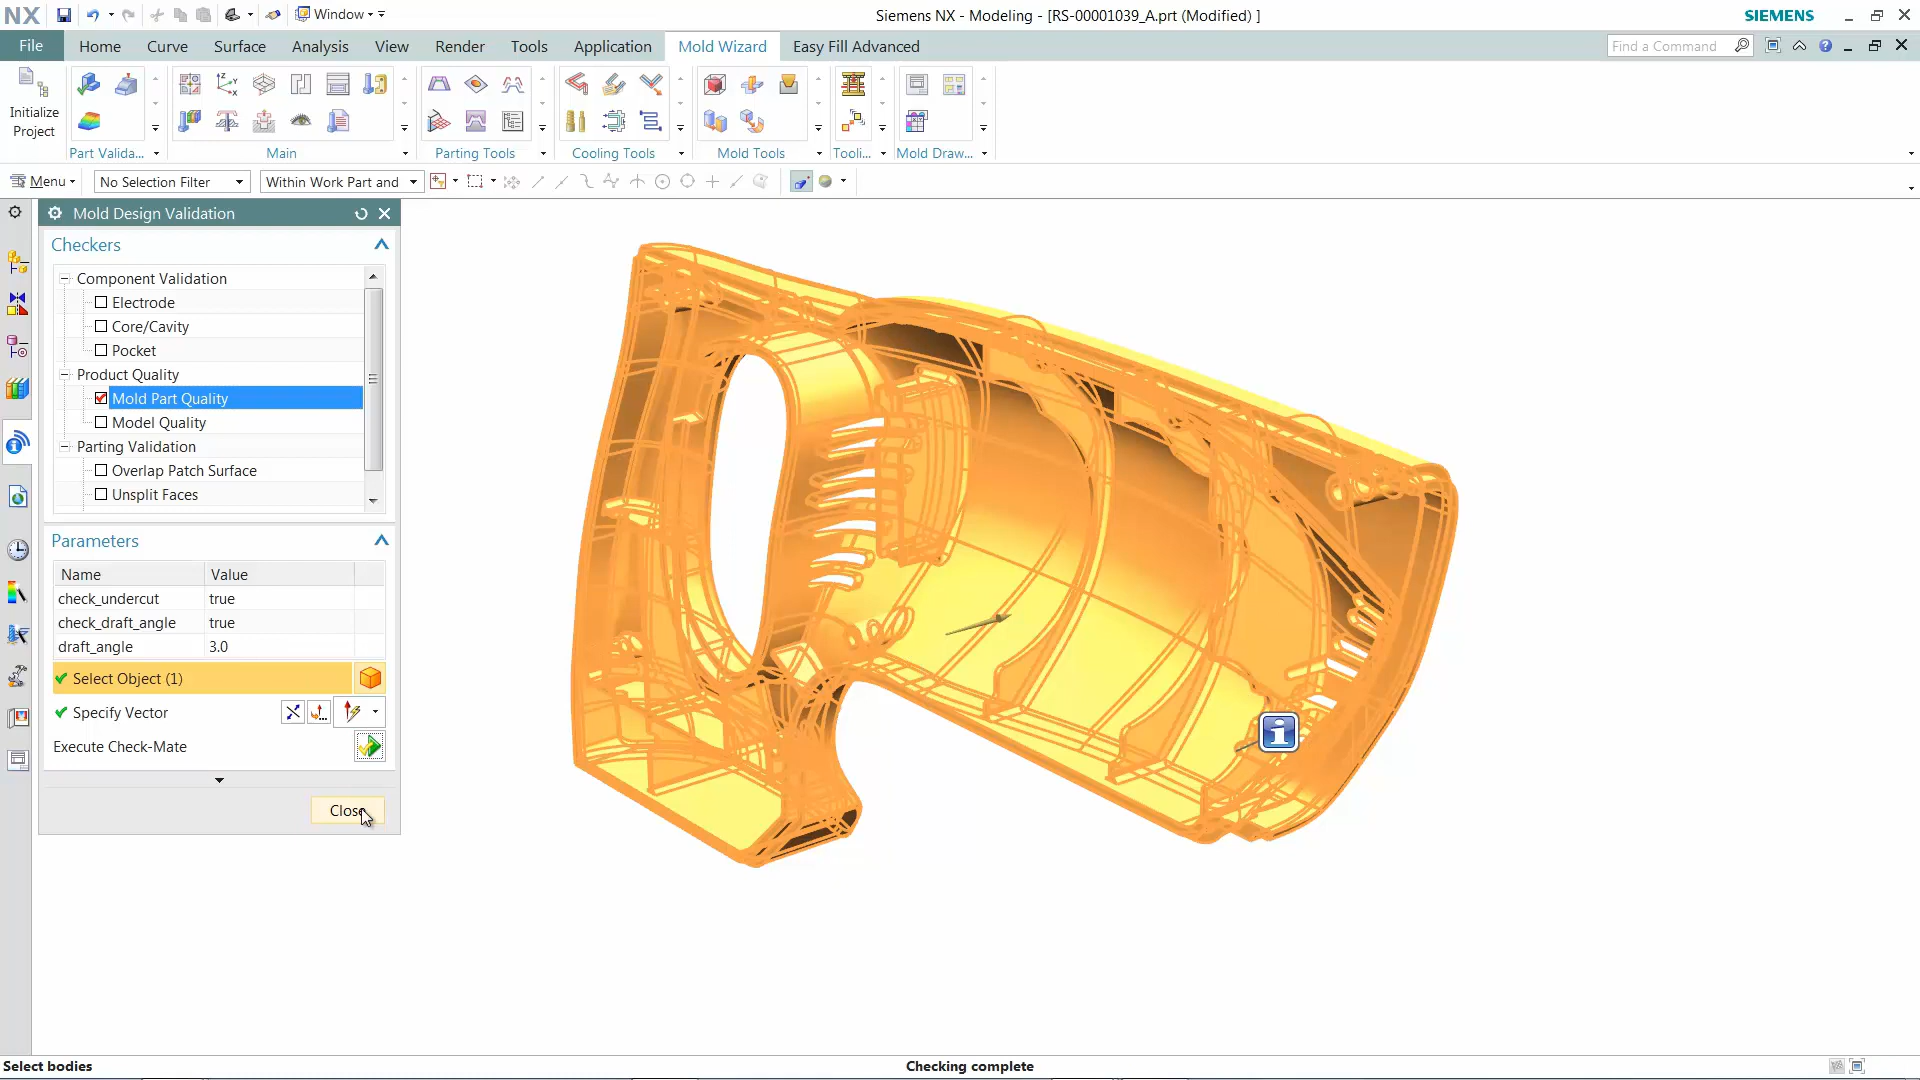 NX
Window
Siemens NX - Modeling - [RS-00001039_A.prt (Modified) ]
SIEMENS
File
Home
Curve
Surface
Analysis
View
Render
Tools
Application
Mold Wizard
Easy Fill Advanced
Find a Command
Initialize
Project
Part Valida...
Main
Parting Tools
Cooling Tools
Mold Tools
Tooli...
Mold Draw...
Menu
No Selection Filter
Within Work Part and
Mold Design Validation
Checkers
Component Validation
Electrode
Core/Cavity
Pocket
Product Quality
Mold Part Quality
Model Quality
Parting Validation
Overlap Patch Surface
Unsplit Faces
Parameters
Name Value
check_undercut true
check_draft_angle true
draft_angle 3.0
Select Object (1)
Specify Vector
Execute Check-Mate
Close
Select bodies
Checking complete